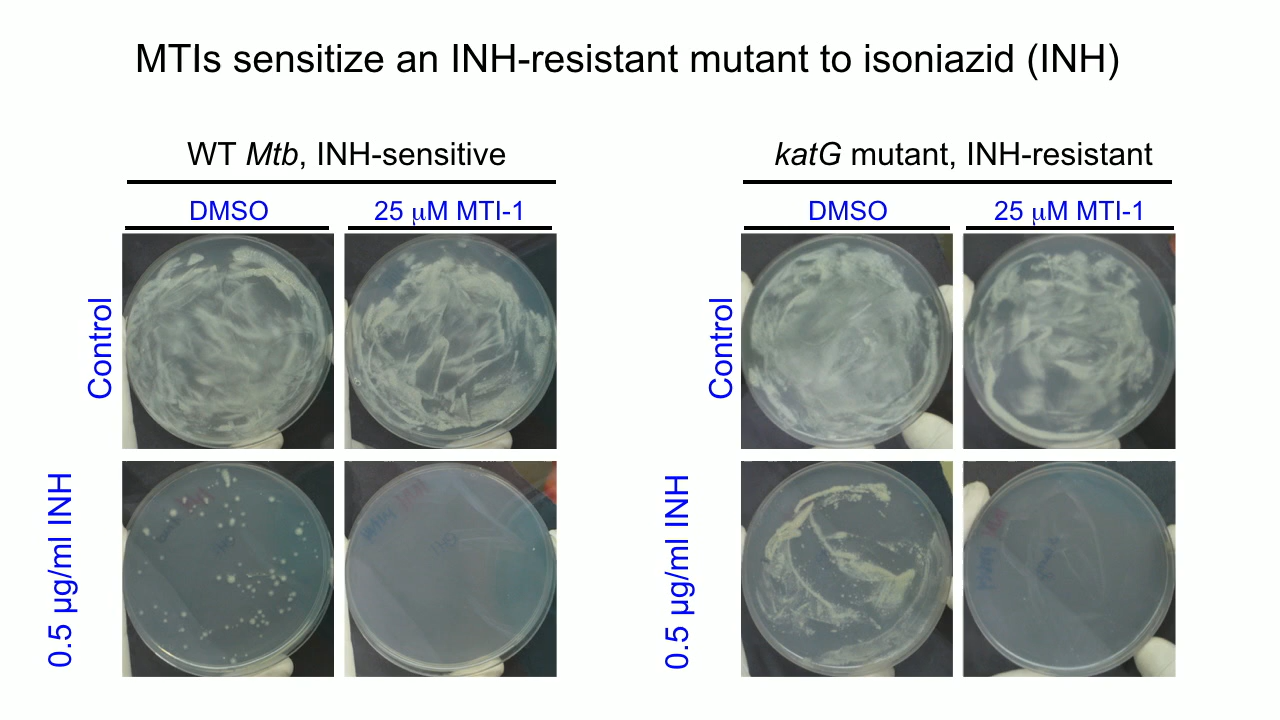 MTIs sensitize an INH-resistant mutant to isoniazid (INH)
WT Mtb, INH-sensitive
DMSO
25 μM MTI-1
Control
0.5 µg/ml INH
katG mutant, INH-resistant
DMSO
25 μM MTI-1
Control
0.5 µg/ml INH